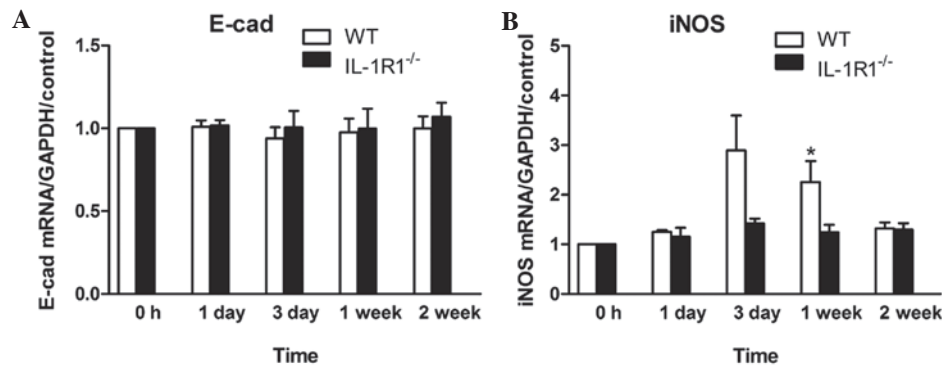 A
E-cad
WT
IL-1R1-/-
E-cad mRNA/GAPDH/control
1.5
1.0
0.5
0.0
0 h 1 day 3 day 1 week 2 week
Time
B
iNOS
WT
IL-1R1-/-
iNOS mRNA/GAPDH/control
5
4
3
2
1
0
*
0 h 1 day 3 day 1 week 2 week
Time